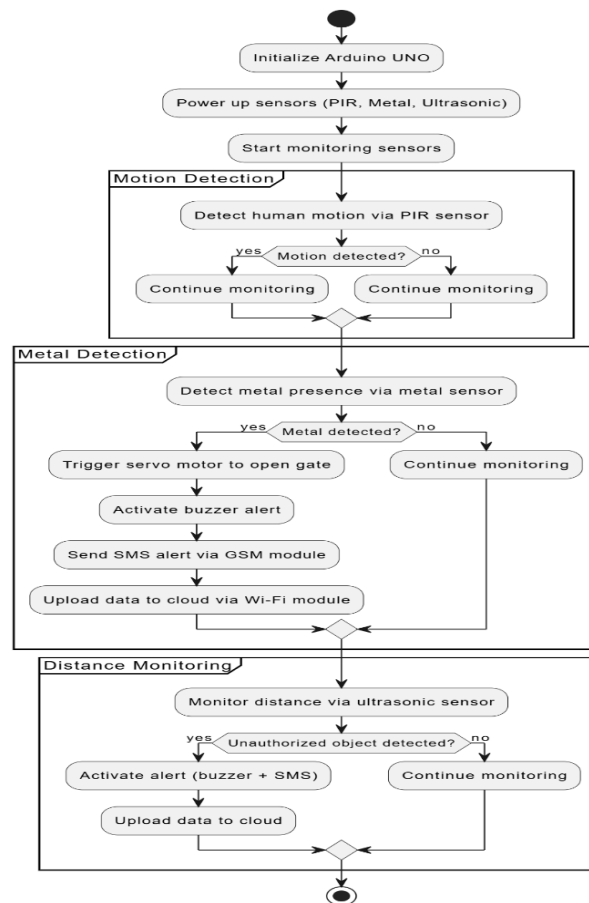 Initialize Arduino UNO
Power up sensors (PIR, Metal, Ultrasonic)
Start monitoring sensors
Motion Detection
Detect human motion via PIR sensor
yes
Motion detected?
no
Continue monitoring
Continue monitoring
Metal Detection
Detect metal presence via metal sensor
yes
Metal detected?
no
Trigger servo motor to open gate
Continue monitoring
Activate buzzer alert
Send SMS alert via GSM module
Upload data to cloud via Wi-Fi module
Distance Monitoring
Monitor distance via ultrasonic sensor
yes
Unauthorized object detected?
no
Activate alert (buzzer + SMS)
Continue monitoring
Upload data to cloud